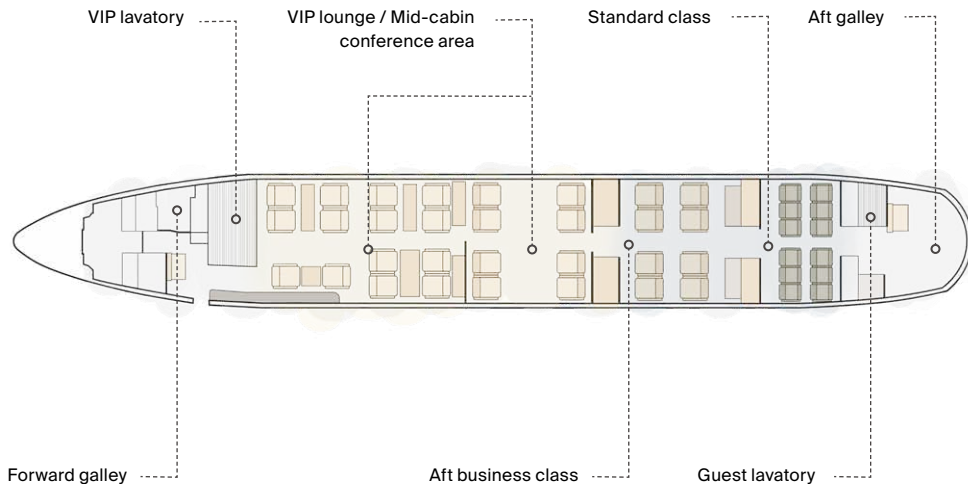 VIP lavatory
VIP lounge / Mid-cabin
conference area
Standard class
Aft galley
Forward galley
Aft business class
Guest lavatory